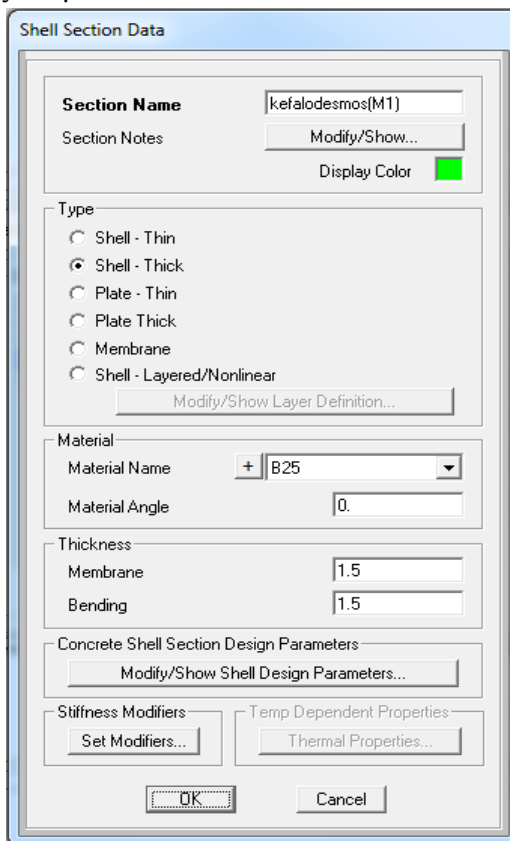 Shell Section Data
Section Name kefalodesmos(M1)
Section Notes Modify/Show...
Display Color
Type
Shell - Thin
Shell - Thick
Plate - Thin
Plate Thick
Membrane
Shell - Layered/Nonlinear
Modify/Show Layer Definition...
Material
Material Name + B25
Material Angle 0.
Thickness
Membrane 1.5
Bending 1.5
Concrete Shell Section Design Parameters
Modify/Show Shell Design Parameters...
Stiffness Modifiers Temp Dependent Properties
Set Modifiers... Thermal Properties...
OK Cancel